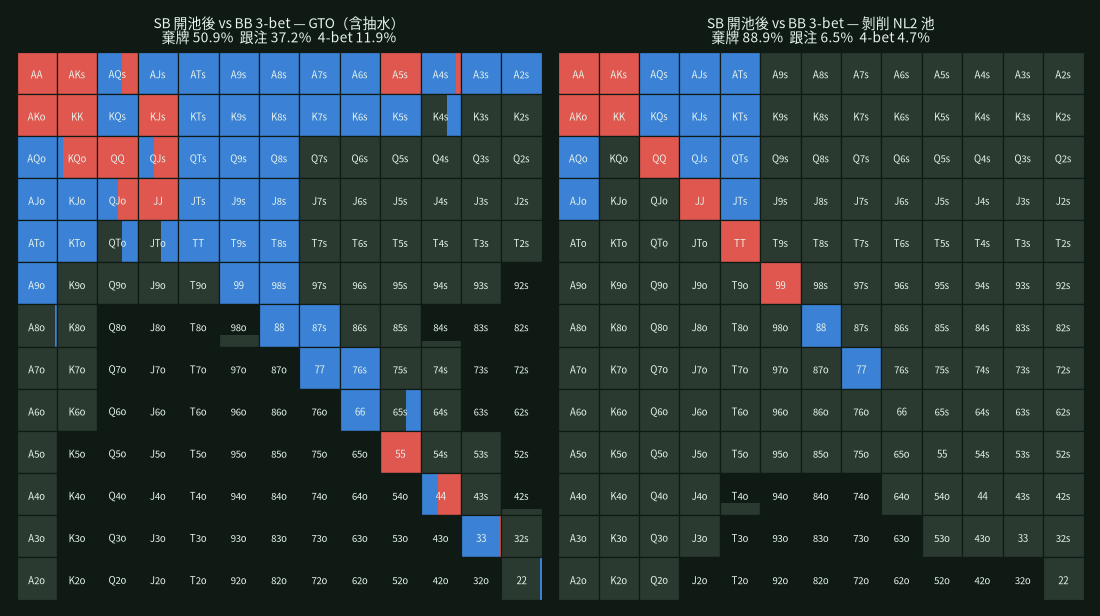 SB 開池後 vs BB 3-bet — GTO（含抽水）
棄牌 50.9% 跟注 37.2% 4-bet 11.9%
AA AKs AQs AJs ATs A9s A8s A7s A6s A5s A4s A3s A2s
AKo KK KQs KJs KTs K9s K8s K7s K6s K5s K4s K3s K2s
AQo KQo QQ QJs QTs Q9s Q8s Q7s Q6s Q5s Q4s Q3s Q2s
AJo KJo QJo JJ JTs J9s J8s J7s J6s J5s J4s J3s J2s
ATo KTo QTo JTo TT T9s T8s T7s T6s T5s T4s T3s T2s
A9o K9o Q9o J9o T9o 99 98s 97s 96s 95s 94s 93s 92s
A8o K8o Q8o J8o T8o 98o 88 87s 86s 85s 84s 83s 82s
A7o K7o Q7o J7o T7o 97o 87o 77 76s 75s 74s 73s 72s
A6o K6o Q6o J6o T6o 96o 86o 76o 66 65s 64s 63s 62s
A5o K5o Q5o J5o T5o 95o 85o 75o 65o 55 54s 53s 52s
A4o K4o Q4o J4o T4o 94o 84o 74o 64o 54o 44 43s 42s
A3o K3o Q3o J3o T3o 93o 83o 73o 63o 53o 43o 33 32s
A2o K2o Q2o J2o T2o 92o 82o 72o 62o 52o 42o 32o 22
SB 開池後 vs BB 3-bet — 剝削 NL2 池
棄牌 88.9% 跟注 6.5% 4-bet 4.7%
AA AKs AQs AJs ATs A9s A8s A7s A6s A5s A4s A3s A2s
AKo KK KQs KJs KTs K9s K8s K7s K6s K5s K4s K3s K2s
AQo KQo QQ QJs QTs Q9s Q8s Q7s Q6s Q5s Q4s Q3s Q2s
AJo KJo QJo JJ JTs J9s J8s J7s J6s J5s J4s J3s J2s
ATo KTo QTo JTo TT T9s T8s T7s T6s T5s T4s T3s T2s
A9o K9o Q9o J9o T9o 99 98s 97s 96s 95s 94s 93s 92s
A8o K8o Q8o J8o T8o 98o 88 87s 86s 85s 84s 83s 82s
A7o K7o Q7o J7o T7o 97o 87o 77 76s 75s 74s 73s 72s
A6o K6o Q6o J6o T6o 96o 86o 76o 66 65s 64s 63s 62s
A5o K5o Q5o J5o T5o 95o 85o 75o 65o 55 54s 53s 52s
A4o K4o Q4o J4o T4o 94o 84o 74o 64o 54o 44 43s 42s
A3o K3o Q3o J3o T3o 93o 83o 73o 63o 53o 43o 33 32s
A2o K2o Q2o J2o T2o 92o 82o 72o 62o 52o 42o 32o 22